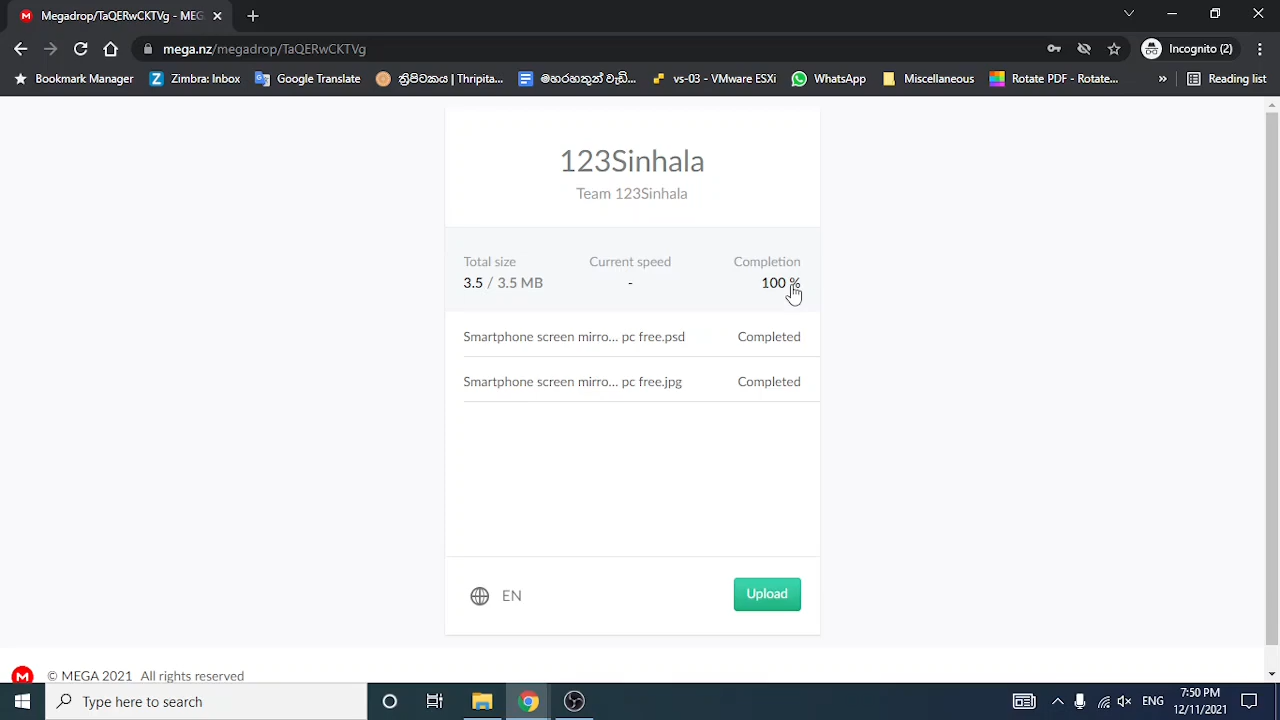 Megadrop/TaQERwCKTVg - MEG
mega.nz/megadrop/TaQERwCKTVg
Incognito (2)
Bookmark Manager
Zimbra: Inbox
Google Translate
| Thripita...
vs-03 - VMware ESXi
WhatsApp
Miscellaneous
Rotate PDF - Rotate...
»
Reading list
123Sinhala
Team 123Sinhala
Total size Current speed Completion
3.5 / 3.5 MB - 100 %
Smartphone screen mirro... pc free.psd Completed
Smartphone screen mirro... pc free.jpg Completed
EN Upload
© MEGA 2021 All rights reserved
Type here to search
ENG
7:50 PM
12/11/2021